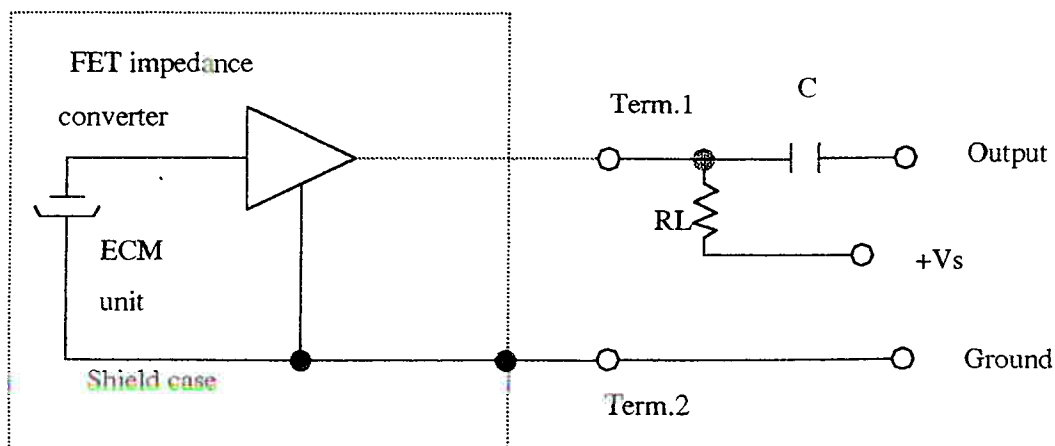 FET impedance
converter
ECM
unit
Shield case
Term.1
C
Output
RL
+Vs
Ground
Term.2